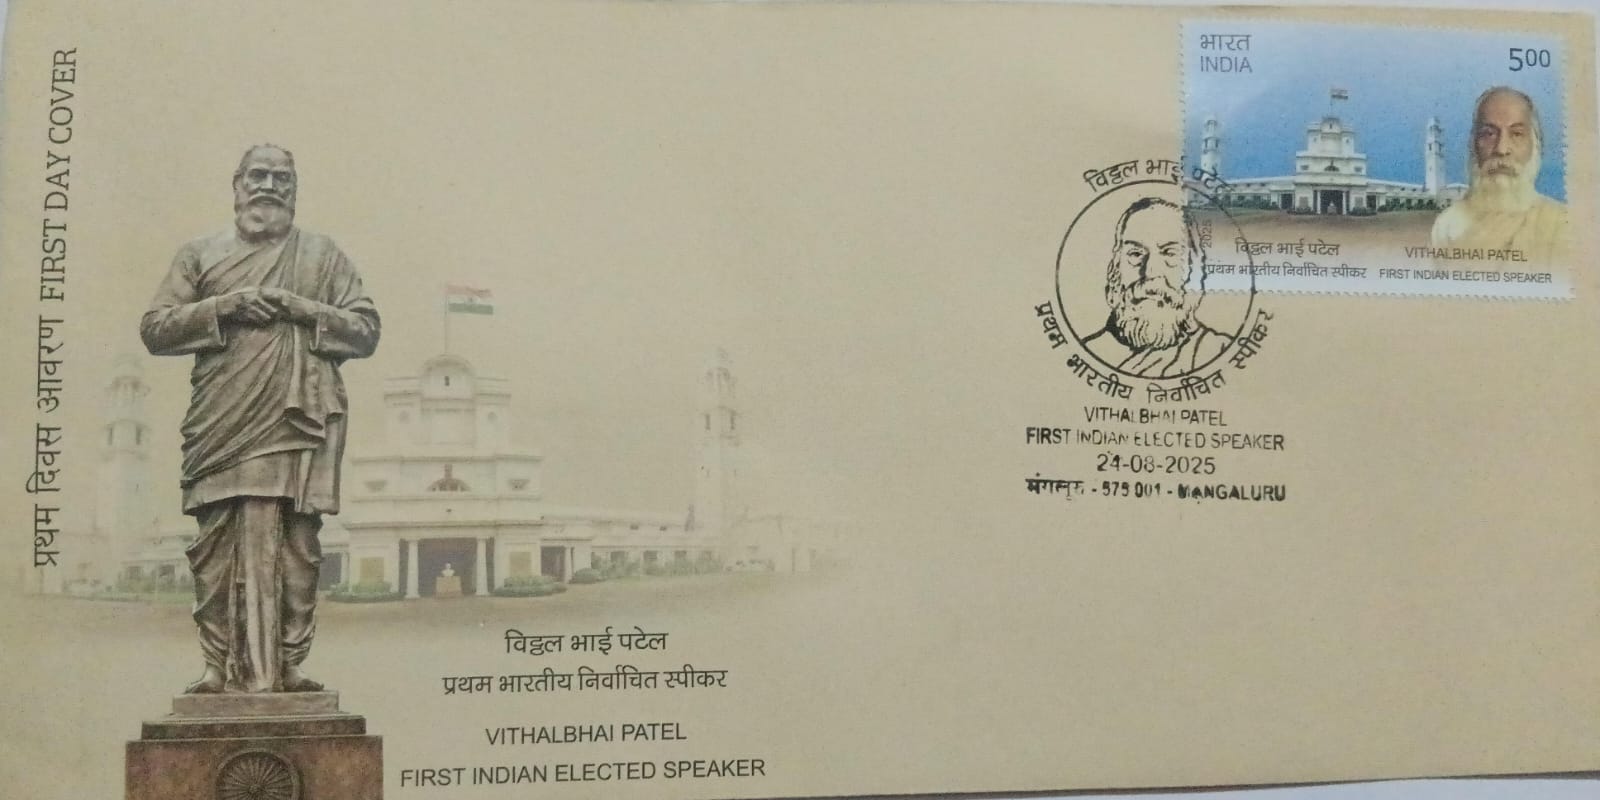 प्रथम दिवस आवरण FIRST DAY COVER
भारत
INDIA
500
2025
विट्ठल भाई पटेल
प्रथम भारतीय निर्वाचित स्पीकर
VITHALBHAI PATEL
FIRST INDIAN ELECTED SPEAKER
विट्ठल भाई पटेल
प्रथम भारतीय निर्वाचित स्पीकर
VITHALBHAI PATEL
FIRST INDIAN ELECTED SPEAKER
24-08-2025
मंगलूरु - 575 001 - MANGALURU
विट्ठल भाई पटेल
प्रथम भारतीय निर्वाचित स्पीकर
VITHALBHAI PATEL
FIRST INDIAN ELECTED SPEAKER